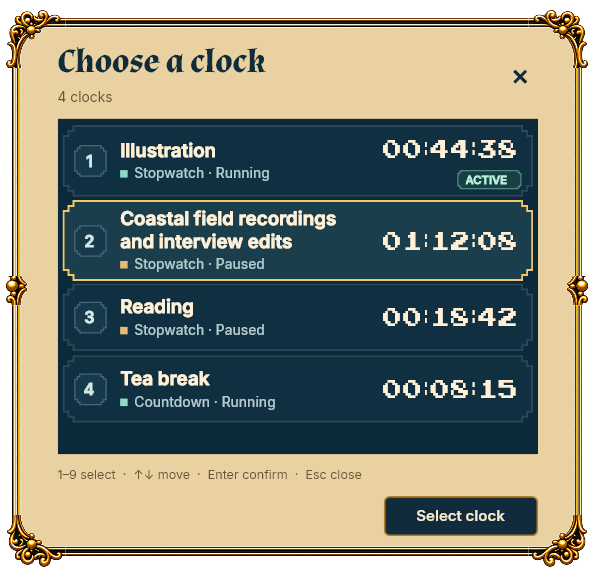 Choose a clock
×
4 clocks
1
Illustration
00:44:38
Stopwatch · Running
ACTIVE
2
Coastal field recordings
and interview edits
01:12:08
Stopwatch · Paused
3
Reading
00:18:42
Stopwatch · Paused
4
Tea break
00:08:15
Countdown · Running
1–9 select · ↑↓ move · Enter confirm · Esc close
Select clock